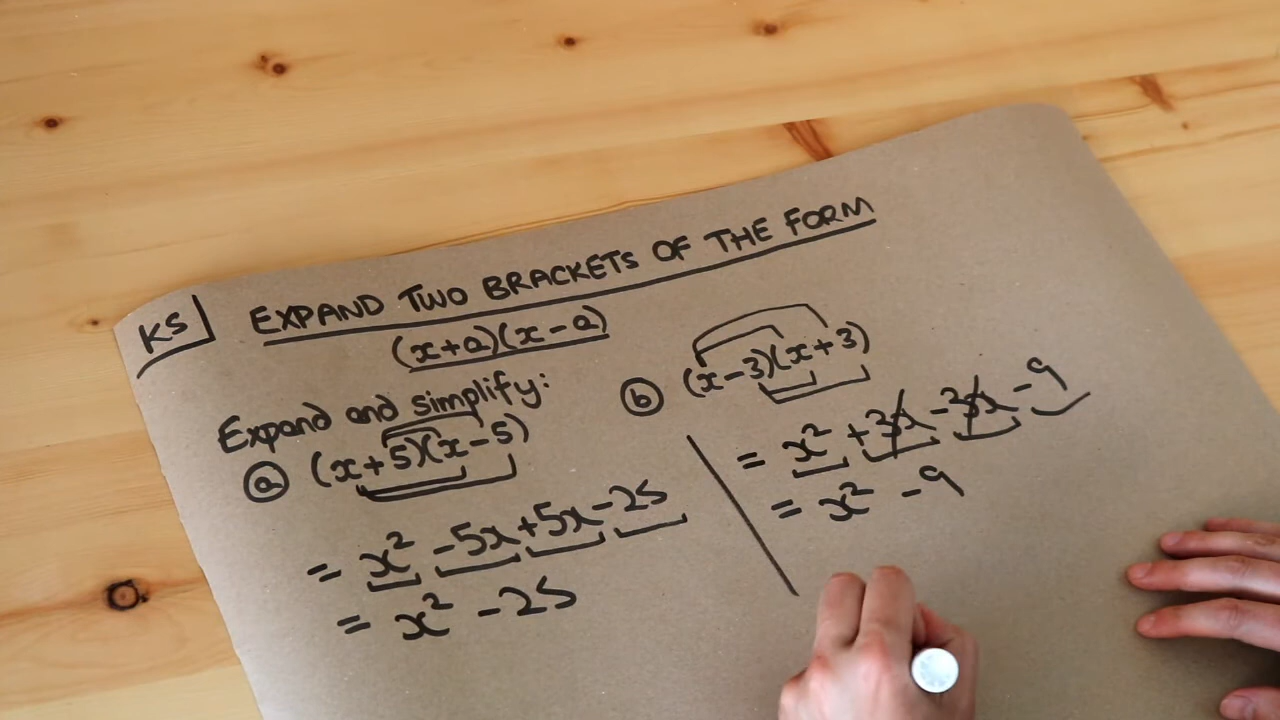 KS
EXPAND TWO BRACKETS OF THE FORM
(x+a)(x-a)
Expand and simplify:
ⓐ (x+5)(x-5)
= x² -5x+5x-25
= x² -25
ⓑ (x-3)(x+3)
= x² +3x -3x -9
= x² -9